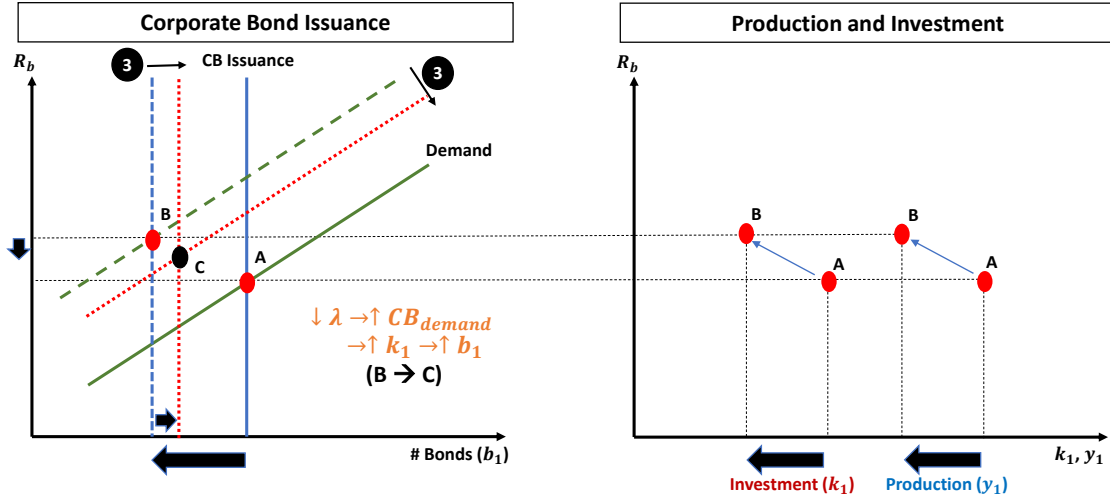 Corporate Bond Issuance
R_b
3
CB Issuance
3
Demand
B
C
A
↓ λ →↑ CB_demand
→↑ k_1 →↑ b_1
(B → C)
# Bonds (b_1)
Production and Investment
R_b
B
A
B
A
k_1, y_1
Investment (k_1)
Production (y_1)